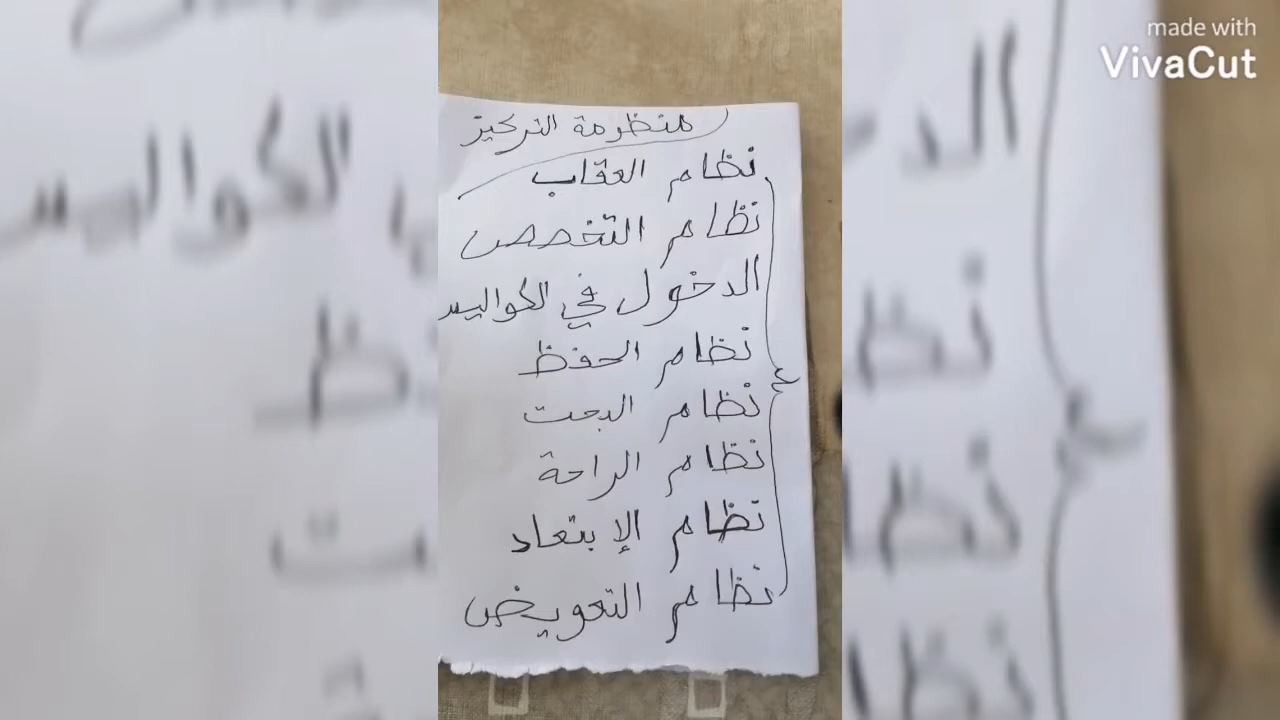 made with
VivaCut
منظومة التركيز
نظام العقاب
نظام التخصص
الدخول في الكواليس
نظام الحفظ
نظام البحت
نظام الراحة
نظام الإبتعاد
نظام التعويض